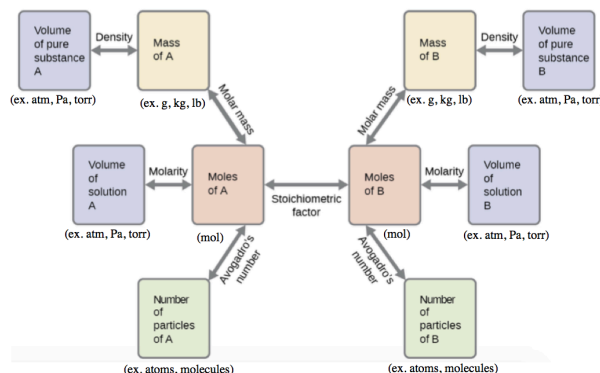 Volume
of pure
substance
A
Density
Mass
of A
Mass
of B
Density
Volume
of pure
substance
B
(ex. atm, Pa, torr)
(ex. g, kg, lb)
(ex. g, kg, lb)
(ex. atm, Pa, torr
Molar mass
Molar mass
Volume
of
solution
A
Molarity
Moles
of A
Stoichiometric
factor
Moles
of B
Molarity
Volume
of
solution
B
(ex. atm, Pa, torr)
(mol)
(mol)
(ex. atm, Pa, torr)
Avogadro's
number
Avogadro's
number
Number
of
particles
of A
Number
of
particles
of B
(ex. atoms, molecules)
(ex. atoms, molecules)